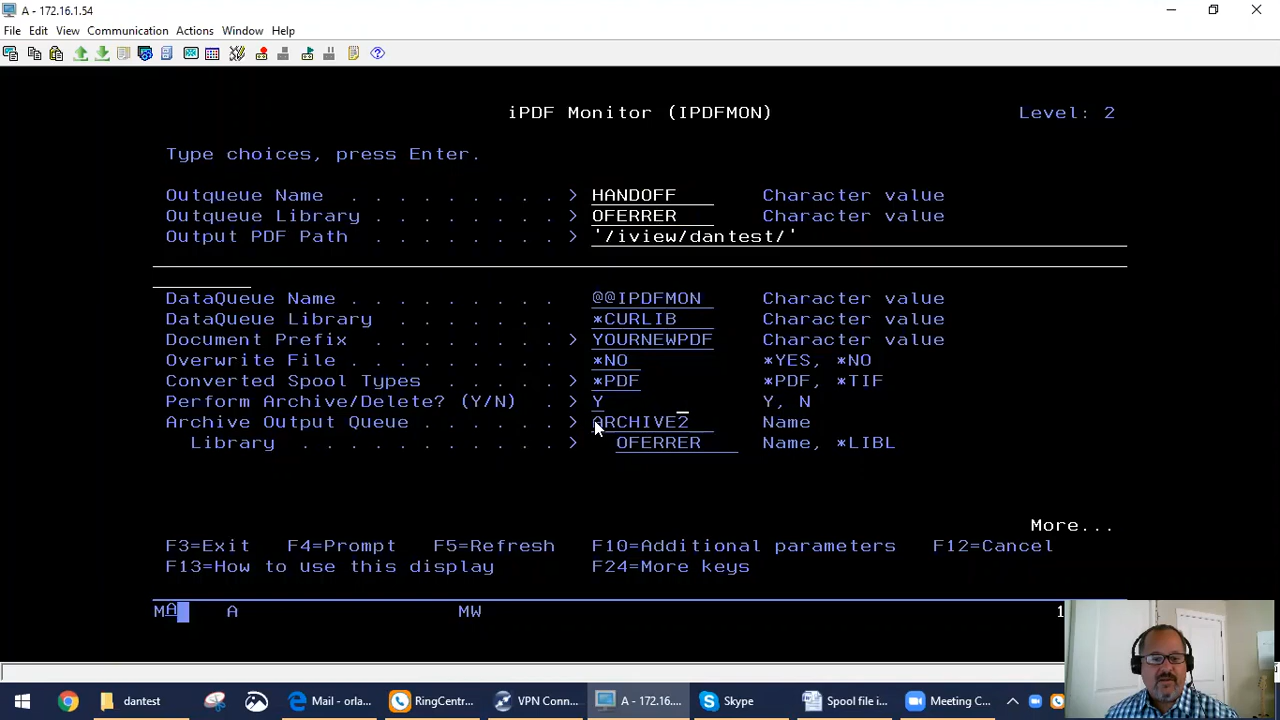 A - 172.16.1.54
File Edit View Communication Actions Window Help
iPDF Monitor (IPDFMON) Level: 2
Type choices, press Enter.
Outqueue Name . . . . . . . . . > HANDOFF Character value
Outqueue Library . . . . . . . . > OFERRER Character value
Output PDF Path . . . . . . . . > '/iview/dantest/'
DataQueue Name . . . . . . . . . @@IPDFMON Character value
DataQueue Library . . . . . . . *CURLIB Character value
Document Prefix . . . . . . . . > YOURNEWPDF Character value
Overwrite File . . . . . . . . . *NO *YES, *NO
Converted Spool Types . . . . . > *PDF *PDF, *TIF
Perform Archive/Delete? (Y/N) . > Y Y, N
Archive Output Queue . . . . . . > ARCHIVE2 Name
Library . . . . . . . . . . . > OFERRER Name, *LIBL
More...
F3=Exit F4=Prompt F5=Refresh F10=Additional parameters F12=Cancel
F13=How to use this display F24=More keys
MA A MW 1
dantest Mail - orla... RingCentr... VPN Conn... A - 172.16.... Skype Spool file i... Meeting C...